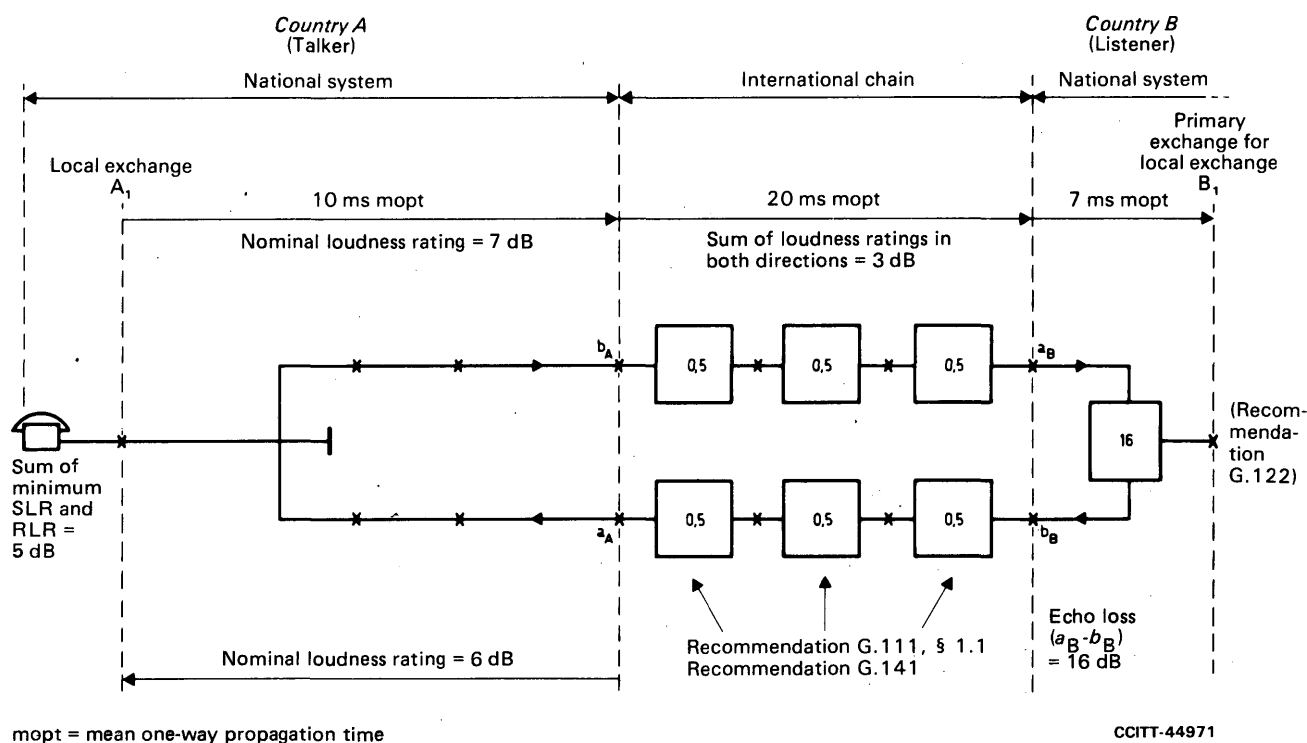 Country A
(Talker)
Country B
(Listener)
National system
International chain
National system
Local exchange
A1
Primary
exchange for
local exchange
B1
10 ms mopt
20 ms mopt
7 ms mopt
Nominal loudness rating = 7 dB
Sum of loudness ratings in
both directions = 3 dB
bA
0,5
0,5
0,5
aB
16
(Recom-
menda-
tion
G.122)
Sum of
minimum
SLR and
RLR =
5 dB
aA
0,5
0,5
0,5
bB
Echo loss
(aB-bB)
= 16 dB
Recommendation G.111, § 1.1
Recommendation G.141
Nominal loudness rating = 6 dB
mopt = mean one-way propagation time
CCITT-44971